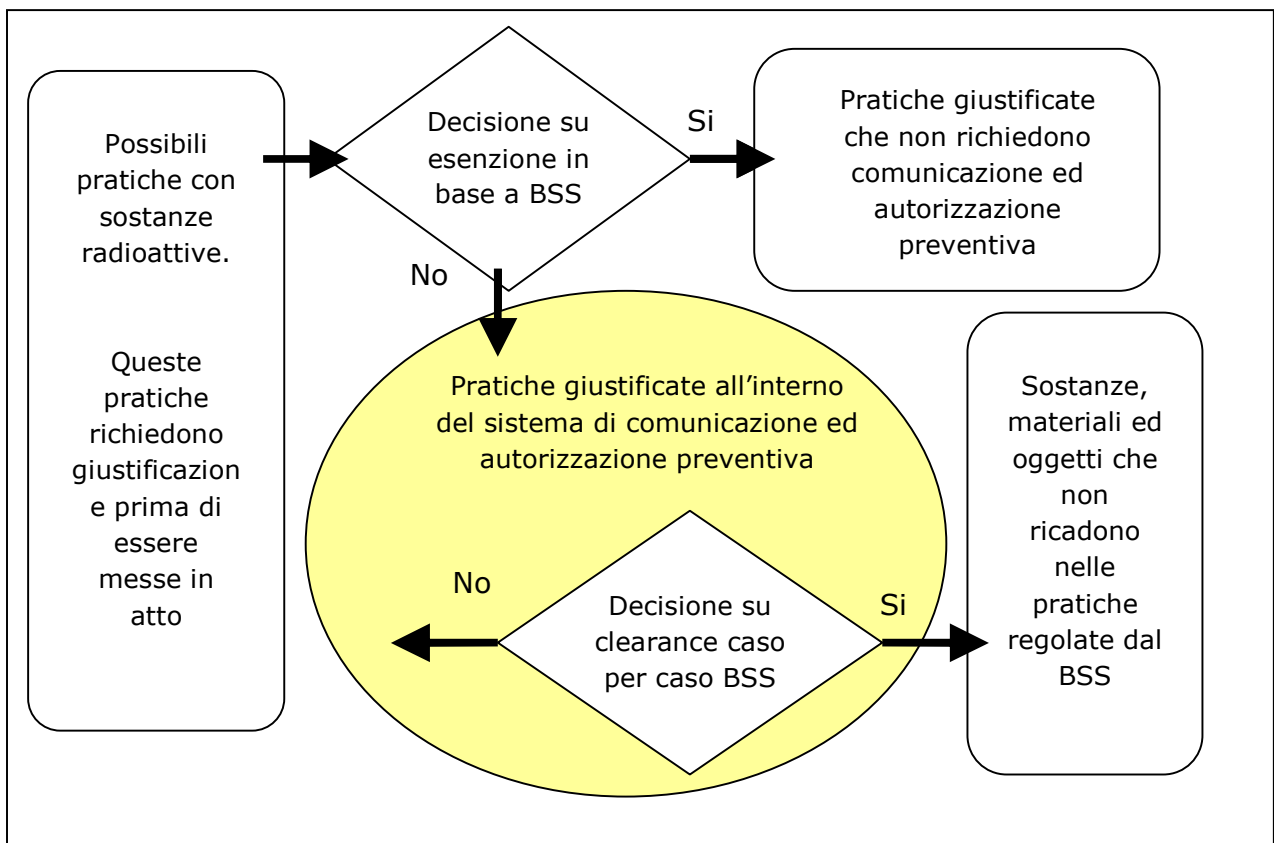 Possibili
pratiche con
sostanze
radioattive.
Queste
pratiche
richiedono
giustificazion
e prima di
essere
messe in
atto
Decisione su
esenzione in
base a BSS
Si
No
Pratiche giustificate
che non richiedono
comunicazione ed
autorizzazione
preventiva
Pratiche giustificate all’interno
del sistema di comunicazione ed
autorizzazione preventiva
No
Decisione su
clearance caso
per caso BSS
Si
Sostanze,
materiali ed
oggetti che
non
ricadono
nelle
pratiche
regolate dal
BSS